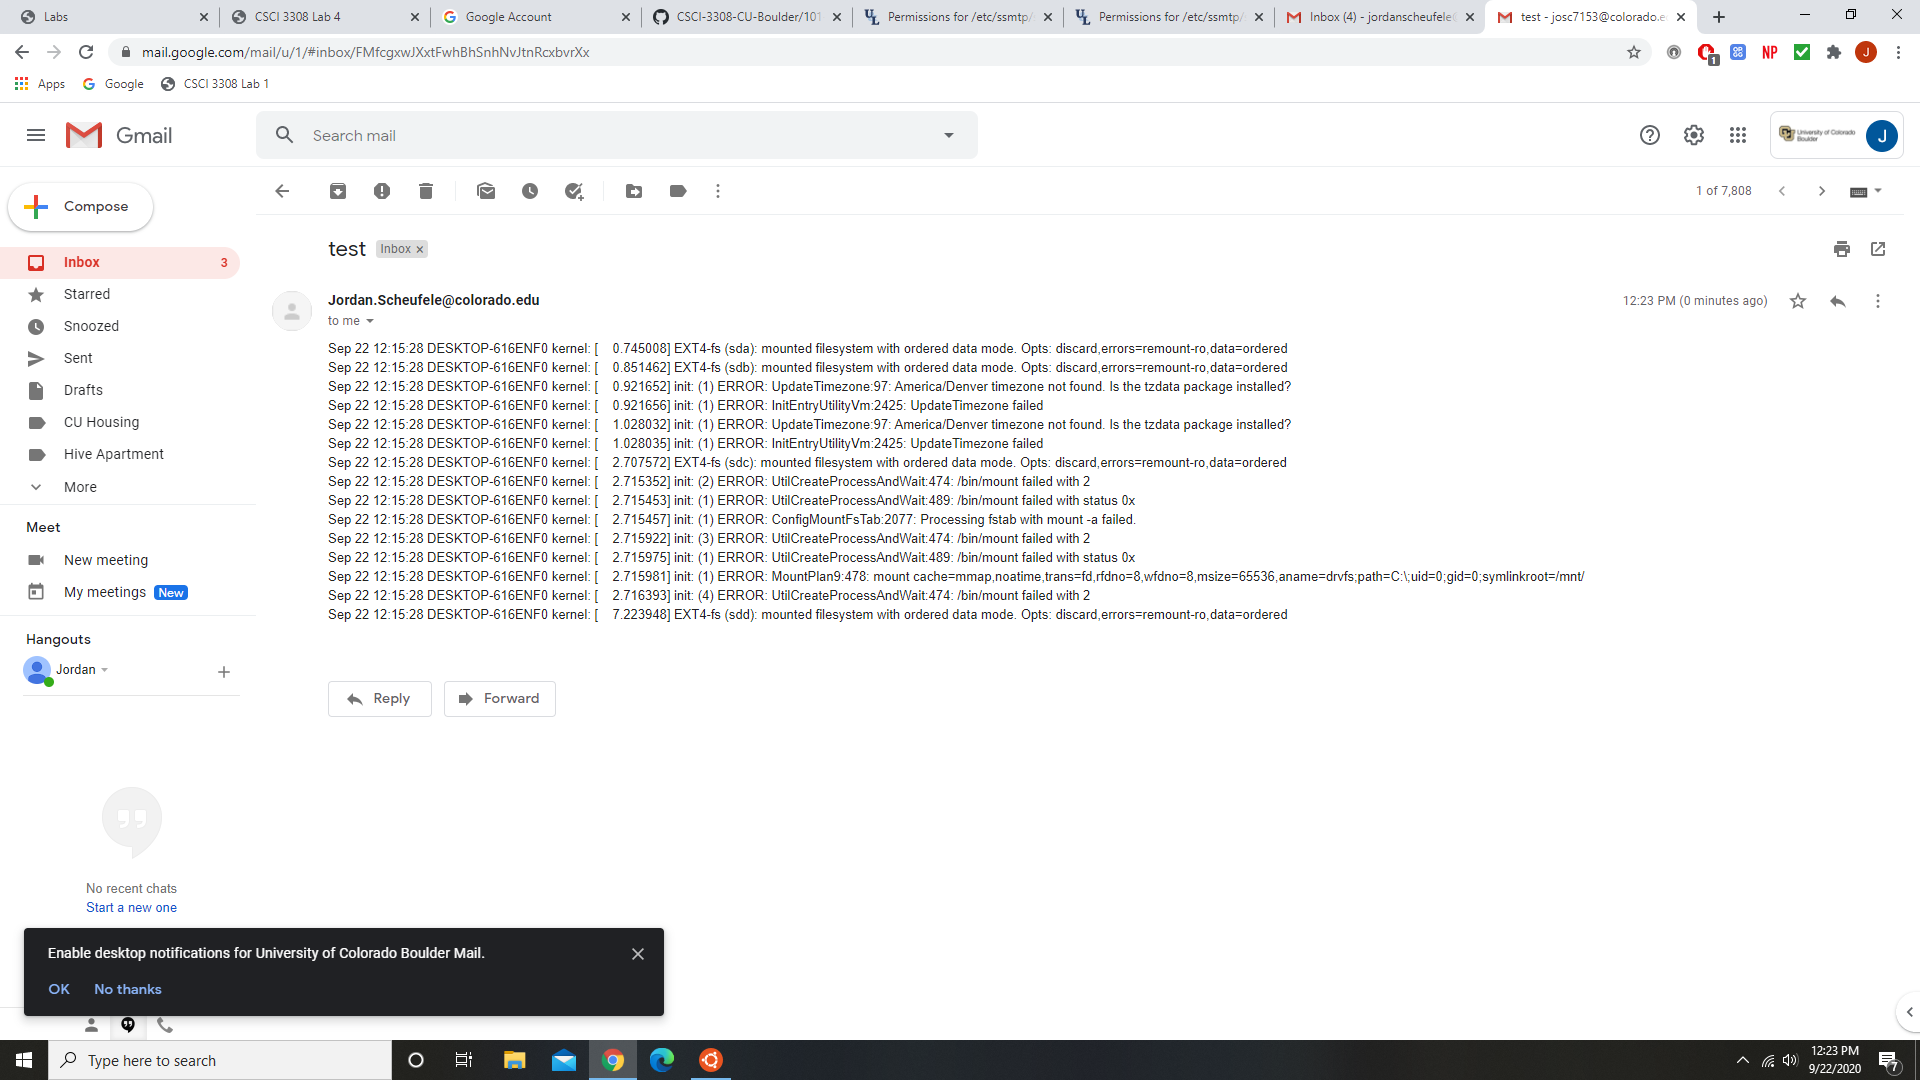 Labs
CSCI 3308 Lab 4
Google Account
CSCI-3308-CU-Boulder/101
Permissions for /etc/ssmtp/
Permissions for /etc/ssmtp/
Inbox (4) - jordanscheufele
test - josc7153@colorado.e
mail.google.com/mail/u/1/#inbox/FMfcgxwJXxtFwhBhSnhNvJtnRcxbvrXx
1
NP
J
Apps
Google
CSCI 3308 Lab 1
Gmail
Search mail
University of Colorado
Boulder
J
Compose
1 of 7,808
Inbox
3
Starred
Snoozed
Sent
Drafts
CU Housing
Hive Apartment
More
Meet
New meeting
My meetings New
Hangouts
Jordan
No recent chats
Start a new one
test
Inbox x
Jordan.Scheufele@colorado.edu
12:23 PM (0 minutes ago)
to me
Sep 22 12:15:28 DESKTOP-616ENF0 kernel: [    0.745008] EXT4-fs (sda): mounted filesystem with ordered data mode. Opts: discard,errors=remount-ro,data=ordered
Sep 22 12:15:28 DESKTOP-616ENF0 kernel: [    0.851462] EXT4-fs (sdb): mounted filesystem with ordered data mode. Opts: discard,errors=remount-ro,data=ordered
Sep 22 12:15:28 DESKTOP-616ENF0 kernel: [    0.921652] init: (1) ERROR: UpdateTimezone:97: America/Denver timezone not found. Is the tzdata package installed?
Sep 22 12:15:28 DESKTOP-616ENF0 kernel: [    0.921656] init: (1) ERROR: InitEntryUtilityVm:2425: UpdateTimezone failed
Sep 22 12:15:28 DESKTOP-616ENF0 kernel: [    1.028032] init: (1) ERROR: UpdateTimezone:97: America/Denver timezone not found. Is the tzdata package installed?
Sep 22 12:15:28 DESKTOP-616ENF0 kernel: [    1.028035] init: (1) ERROR: InitEntryUtilityVm:2425: UpdateTimezone failed
Sep 22 12:15:28 DESKTOP-616ENF0 kernel: [    2.707572] EXT4-fs (sdc): mounted filesystem with ordered data mode. Opts: discard,errors=remount-ro,data=ordered
Sep 22 12:15:28 DESKTOP-616ENF0 kernel: [    2.715352] init: (2) ERROR: UtilCreateProcessAndWait:474: /bin/mount failed with 2
Sep 22 12:15:28 DESKTOP-616ENF0 kernel: [    2.715453] init: (1) ERROR: UtilCreateProcessAndWait:489: /bin/mount failed with status 0x
Sep 22 12:15:28 DESKTOP-616ENF0 kernel: [    2.715457] init: (1) ERROR: ConfigMountFsTab:2077: Processing fstab with mount -a failed.
Sep 22 12:15:28 DESKTOP-616ENF0 kernel: [    2.715922] init: (3) ERROR: UtilCreateProcessAndWait:474: /bin/mount failed with 2
Sep 22 12:15:28 DESKTOP-616ENF0 kernel: [    2.715975] init: (1) ERROR: UtilCreateProcessAndWait:489: /bin/mount failed with status 0x
Sep 22 12:15:28 DESKTOP-616ENF0 kernel: [    2.715981] init: (1) ERROR: MountPlan9:478: mount cache=mmap,noatime,trans=fd,rfdno=8,wfdno=8,msize=65536,aname=drvfs;path=C:\;uid=0;gid=0;symlinkroot=/mnt/
Sep 22 12:15:28 DESKTOP-616ENF0 kernel: [    2.716393] init: (4) ERROR: UtilCreateProcessAndWait:474: /bin/mount failed with 2
Sep 22 12:15:28 DESKTOP-616ENF0 kernel: [    7.223948] EXT4-fs (sdd): mounted filesystem with ordered data mode. Opts: discard,errors=remount-ro,data=ordered
Reply
Forward
Enable desktop notifications for University of Colorado Boulder Mail.
OK
No thanks
Type here to search
12:23 PM
9/22/2020
7